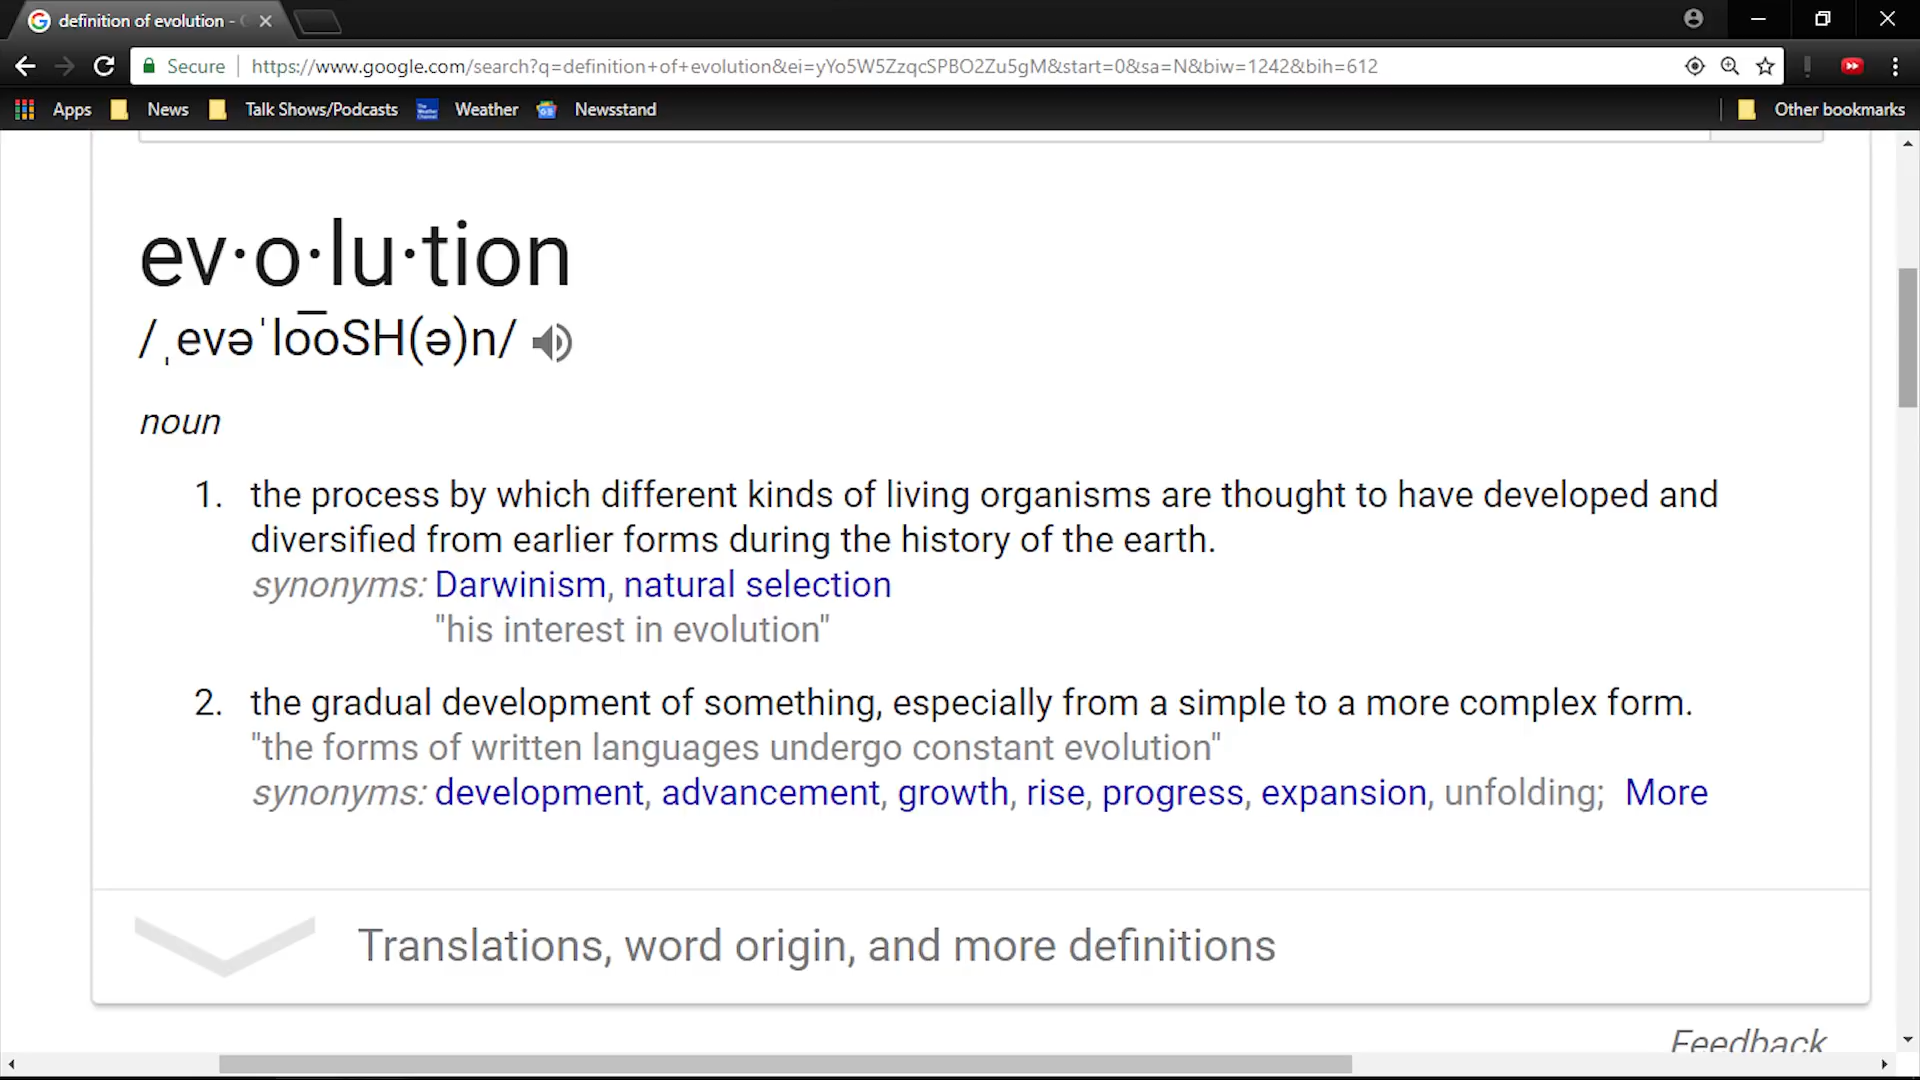 definition of evolution -
Secure https://www.google.com/search?q=definition+of+evolution&ei=yYo5W5ZzqcSPBO2Zu5gM&start=0&sa=N&biw=1242&bih=612
Apps News Talk Shows/Podcasts Weather Newsstand Other bookmarks
ev·o·lu·tion
/ˌevəˈlo͞oSH(ə)n/
noun
1. the process by which different kinds of living organisms are thought to have developed and
diversified from earlier forms during the history of the earth.
synonyms: Darwinism, natural selection
"his interest in evolution"
2. the gradual development of something, especially from a simple to a more complex form.
"the forms of written languages undergo constant evolution"
synonyms: development, advancement, growth, rise, progress, expansion, unfolding; More
Translations, word origin, and more definitions
Feedback